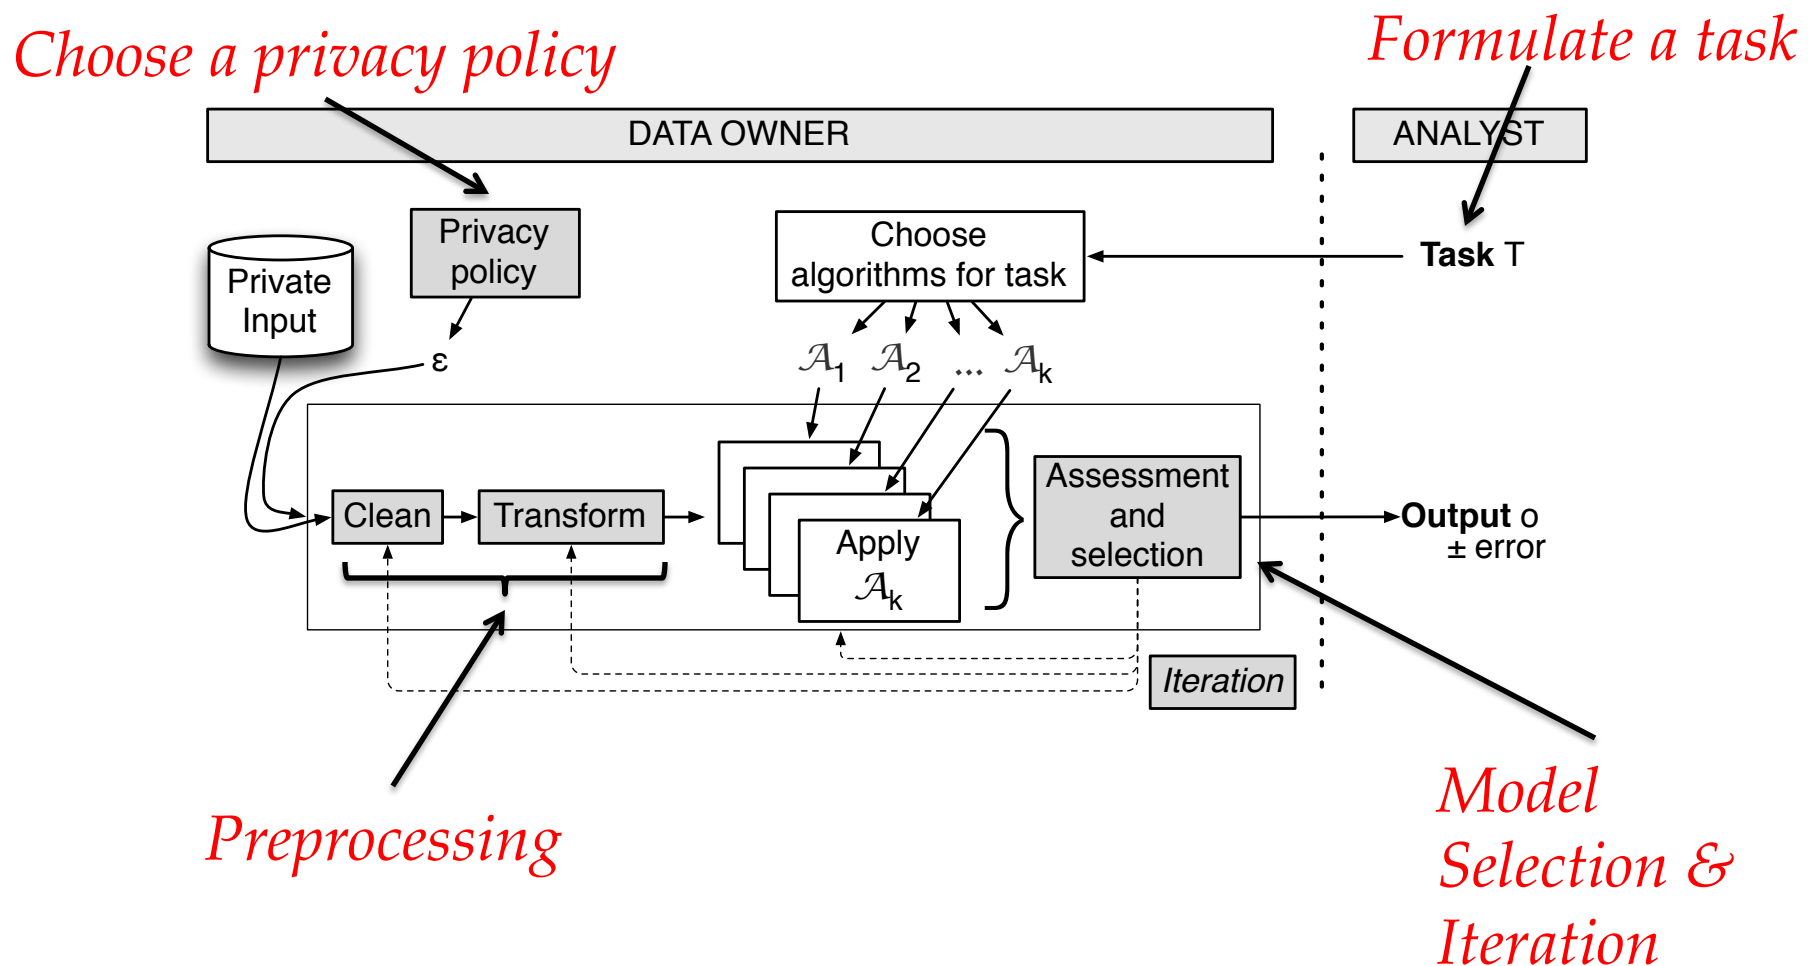 Choose a privacy policy
Formulate a task
DATA OWNER
ANALYST
Privacy
policy
Choose
algorithms for task
Task T
Private
Input
ε
𝒜1
𝒜2
...
𝒜k
Clean
Transform
Apply
𝒜k
Assessment
and
selection
Output o
± error
Iteration
Preprocessing
Model
Selection &
Iteration